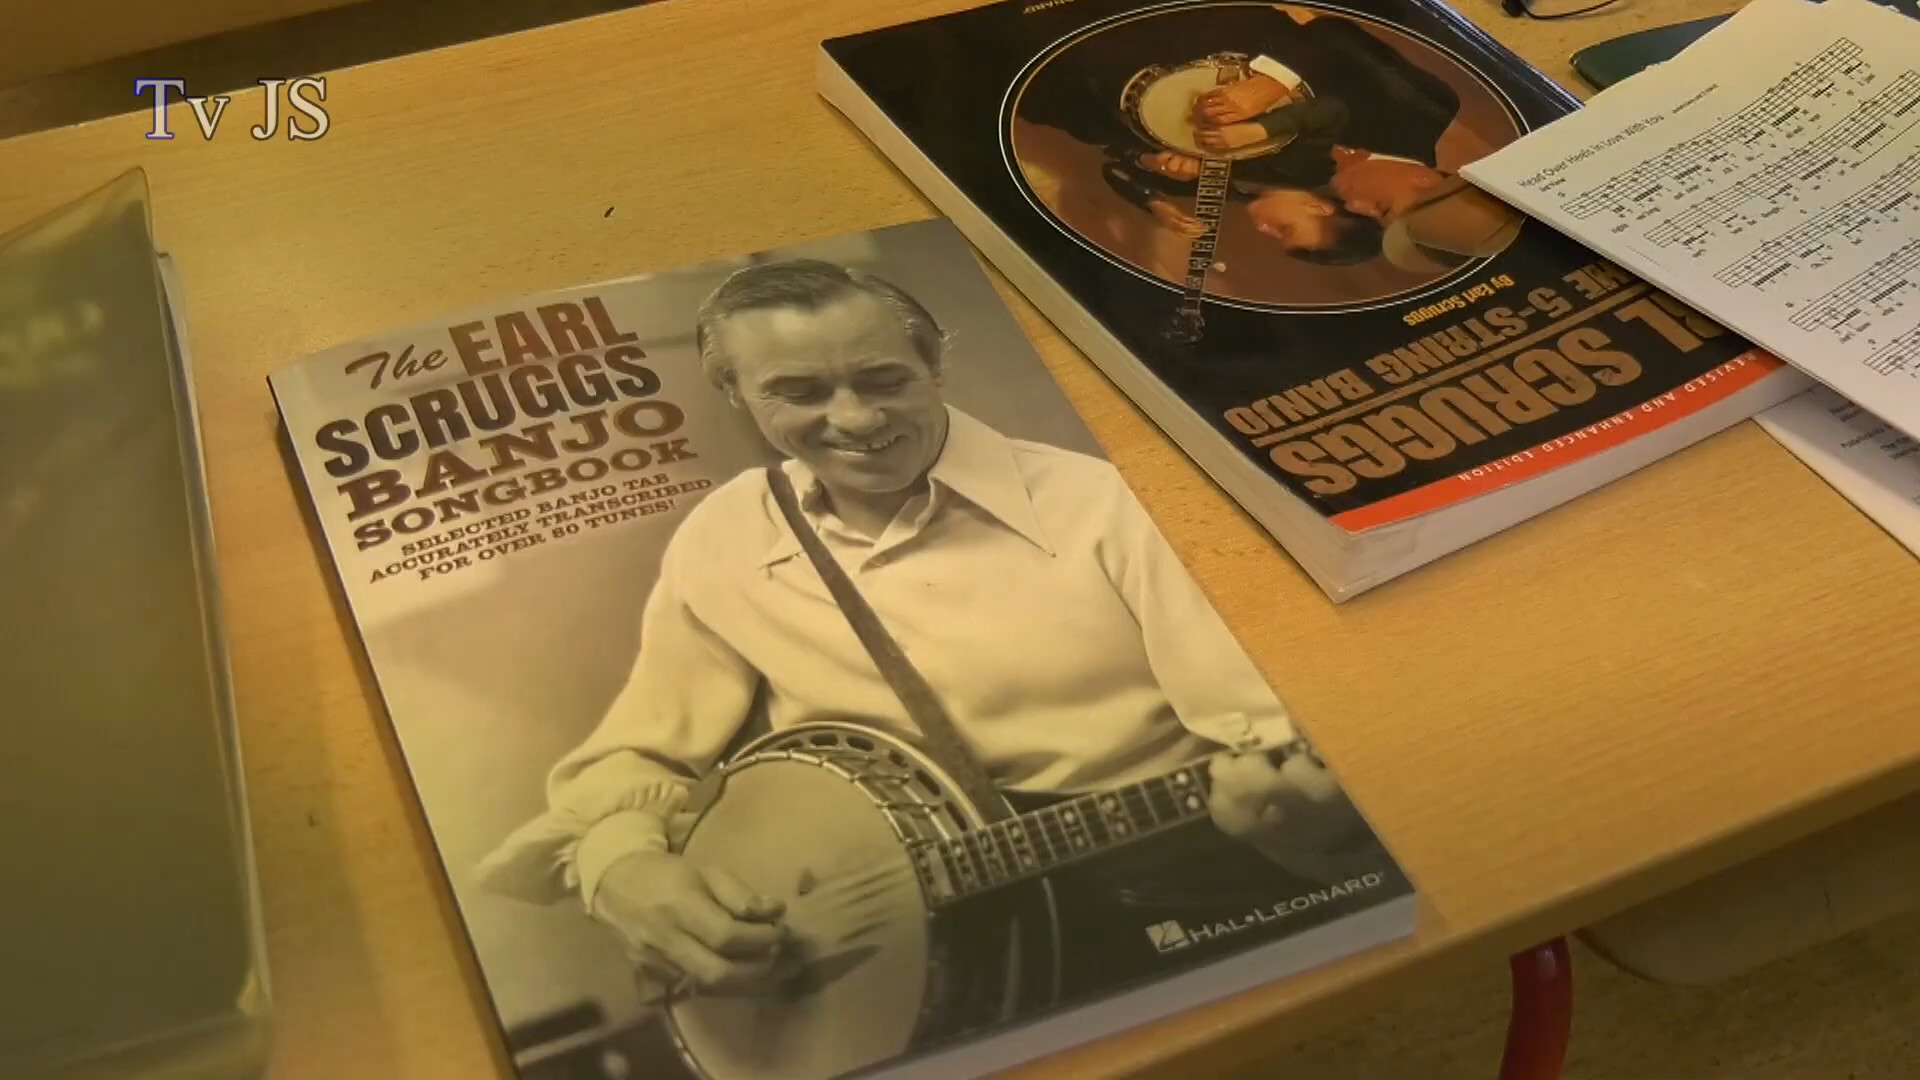 Tv JS
The EARL
SCRUGGS
BANJO
SONGBOOK
SELECTED BANJO TAB
ACCURATELY TRANSCRIBED
FOR OVER 80 TUNES!
HAL•LEONARD
REVISED AND ENHANCED EDITION
SCRUGGS
5-STRING BANJO
By Earl Scruggs
Head Over Heels in Love With You